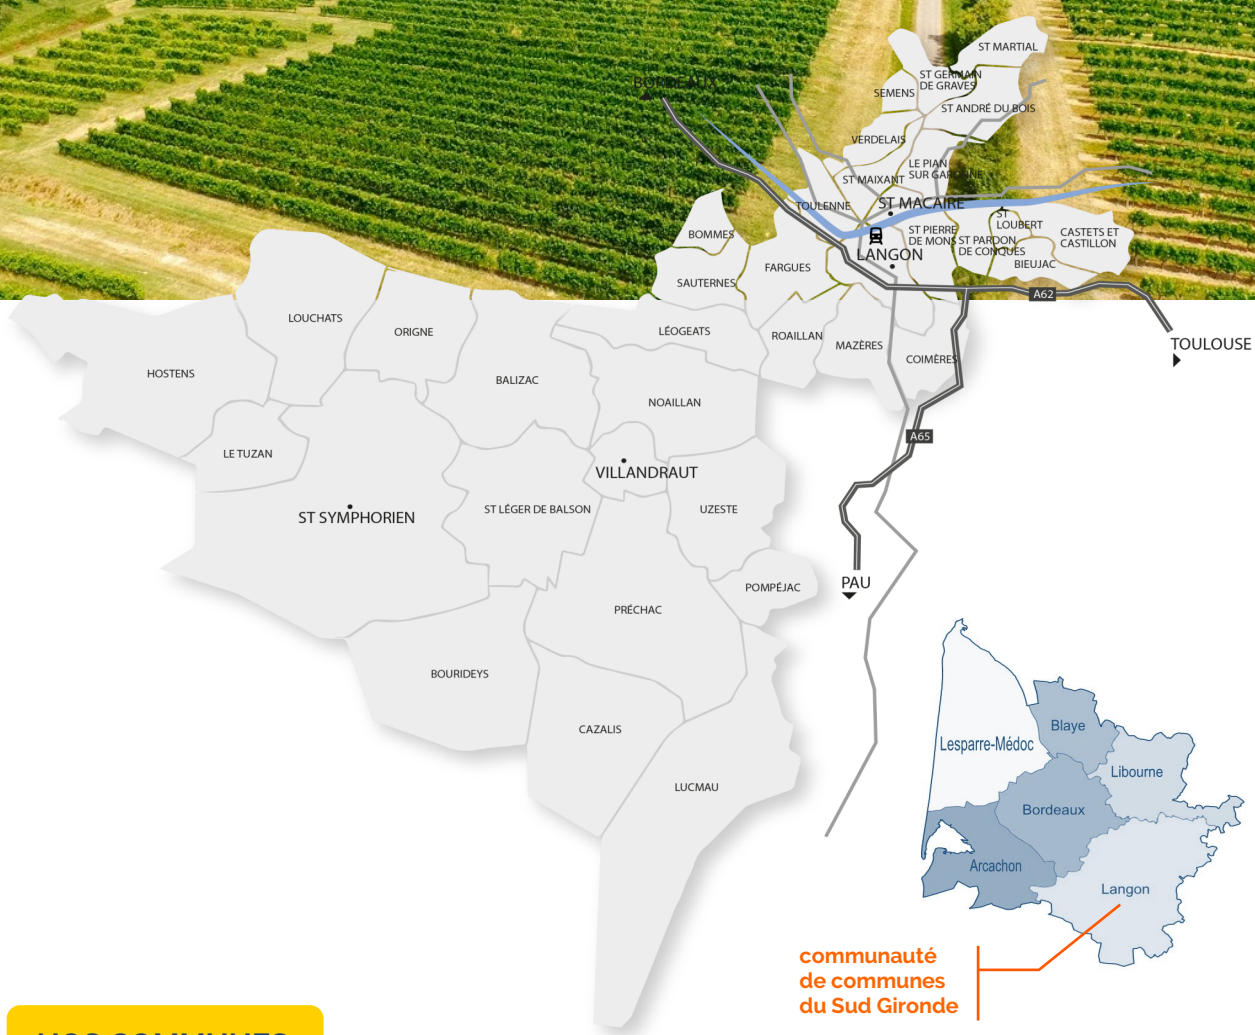 ST MARTIAL
ST GERMAIN
DE GRAVES
SEMENS
ST ANDRÉ DU BOIS
VERDELAIS
LE PIAN
SUR GARONNE
ST MAIXANT
TOULENNE
ST MACAIRE
ST
LOUBERT
CASTETS ET
CASTILLON
ST PIERRE
DE MONS
ST PARDON
DE CONQUES
BIEUJAC
BOMMES
LANGON
FARGUES
SAUTERNES
A62
LOUCHATS
ORIGNE
LÉOGEATS
ROAILLAN
MAZÈRES
COIMÈRES
TOULOUSE
HOSTENS
BALIZAC
NOAILLAN
A65
LE TUZAN
VILLANDRAUT
ST SYMPHORIEN
ST LÉGER DE BALSON
UZESTE
PAU
POMPÉJAC
PRÉCHAC
BOURIDEYS
CAZALIS
LUCMAU
Blaye
Lesparre-Médoc
Libourne
Bordeaux
Arcachon
Langon
communauté
de communes
du Sud Gironde
NOS COMMUNES